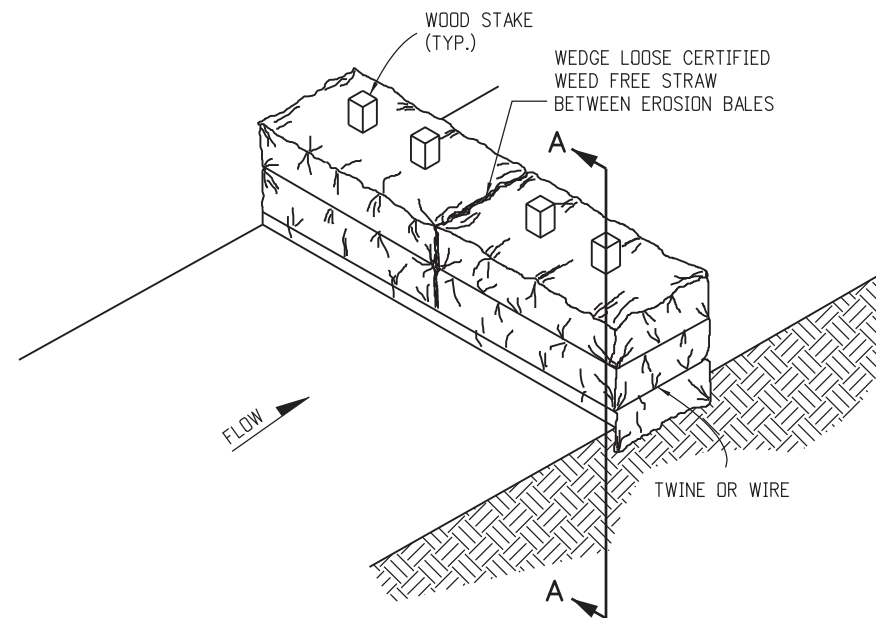 WOOD STAKE
(TYP.)
WEDGE LOOSE CERTIFIED
WEED FREE STRAW
BETWEEN EROSION BALES
A
FLOW
TWINE OR WIRE
A